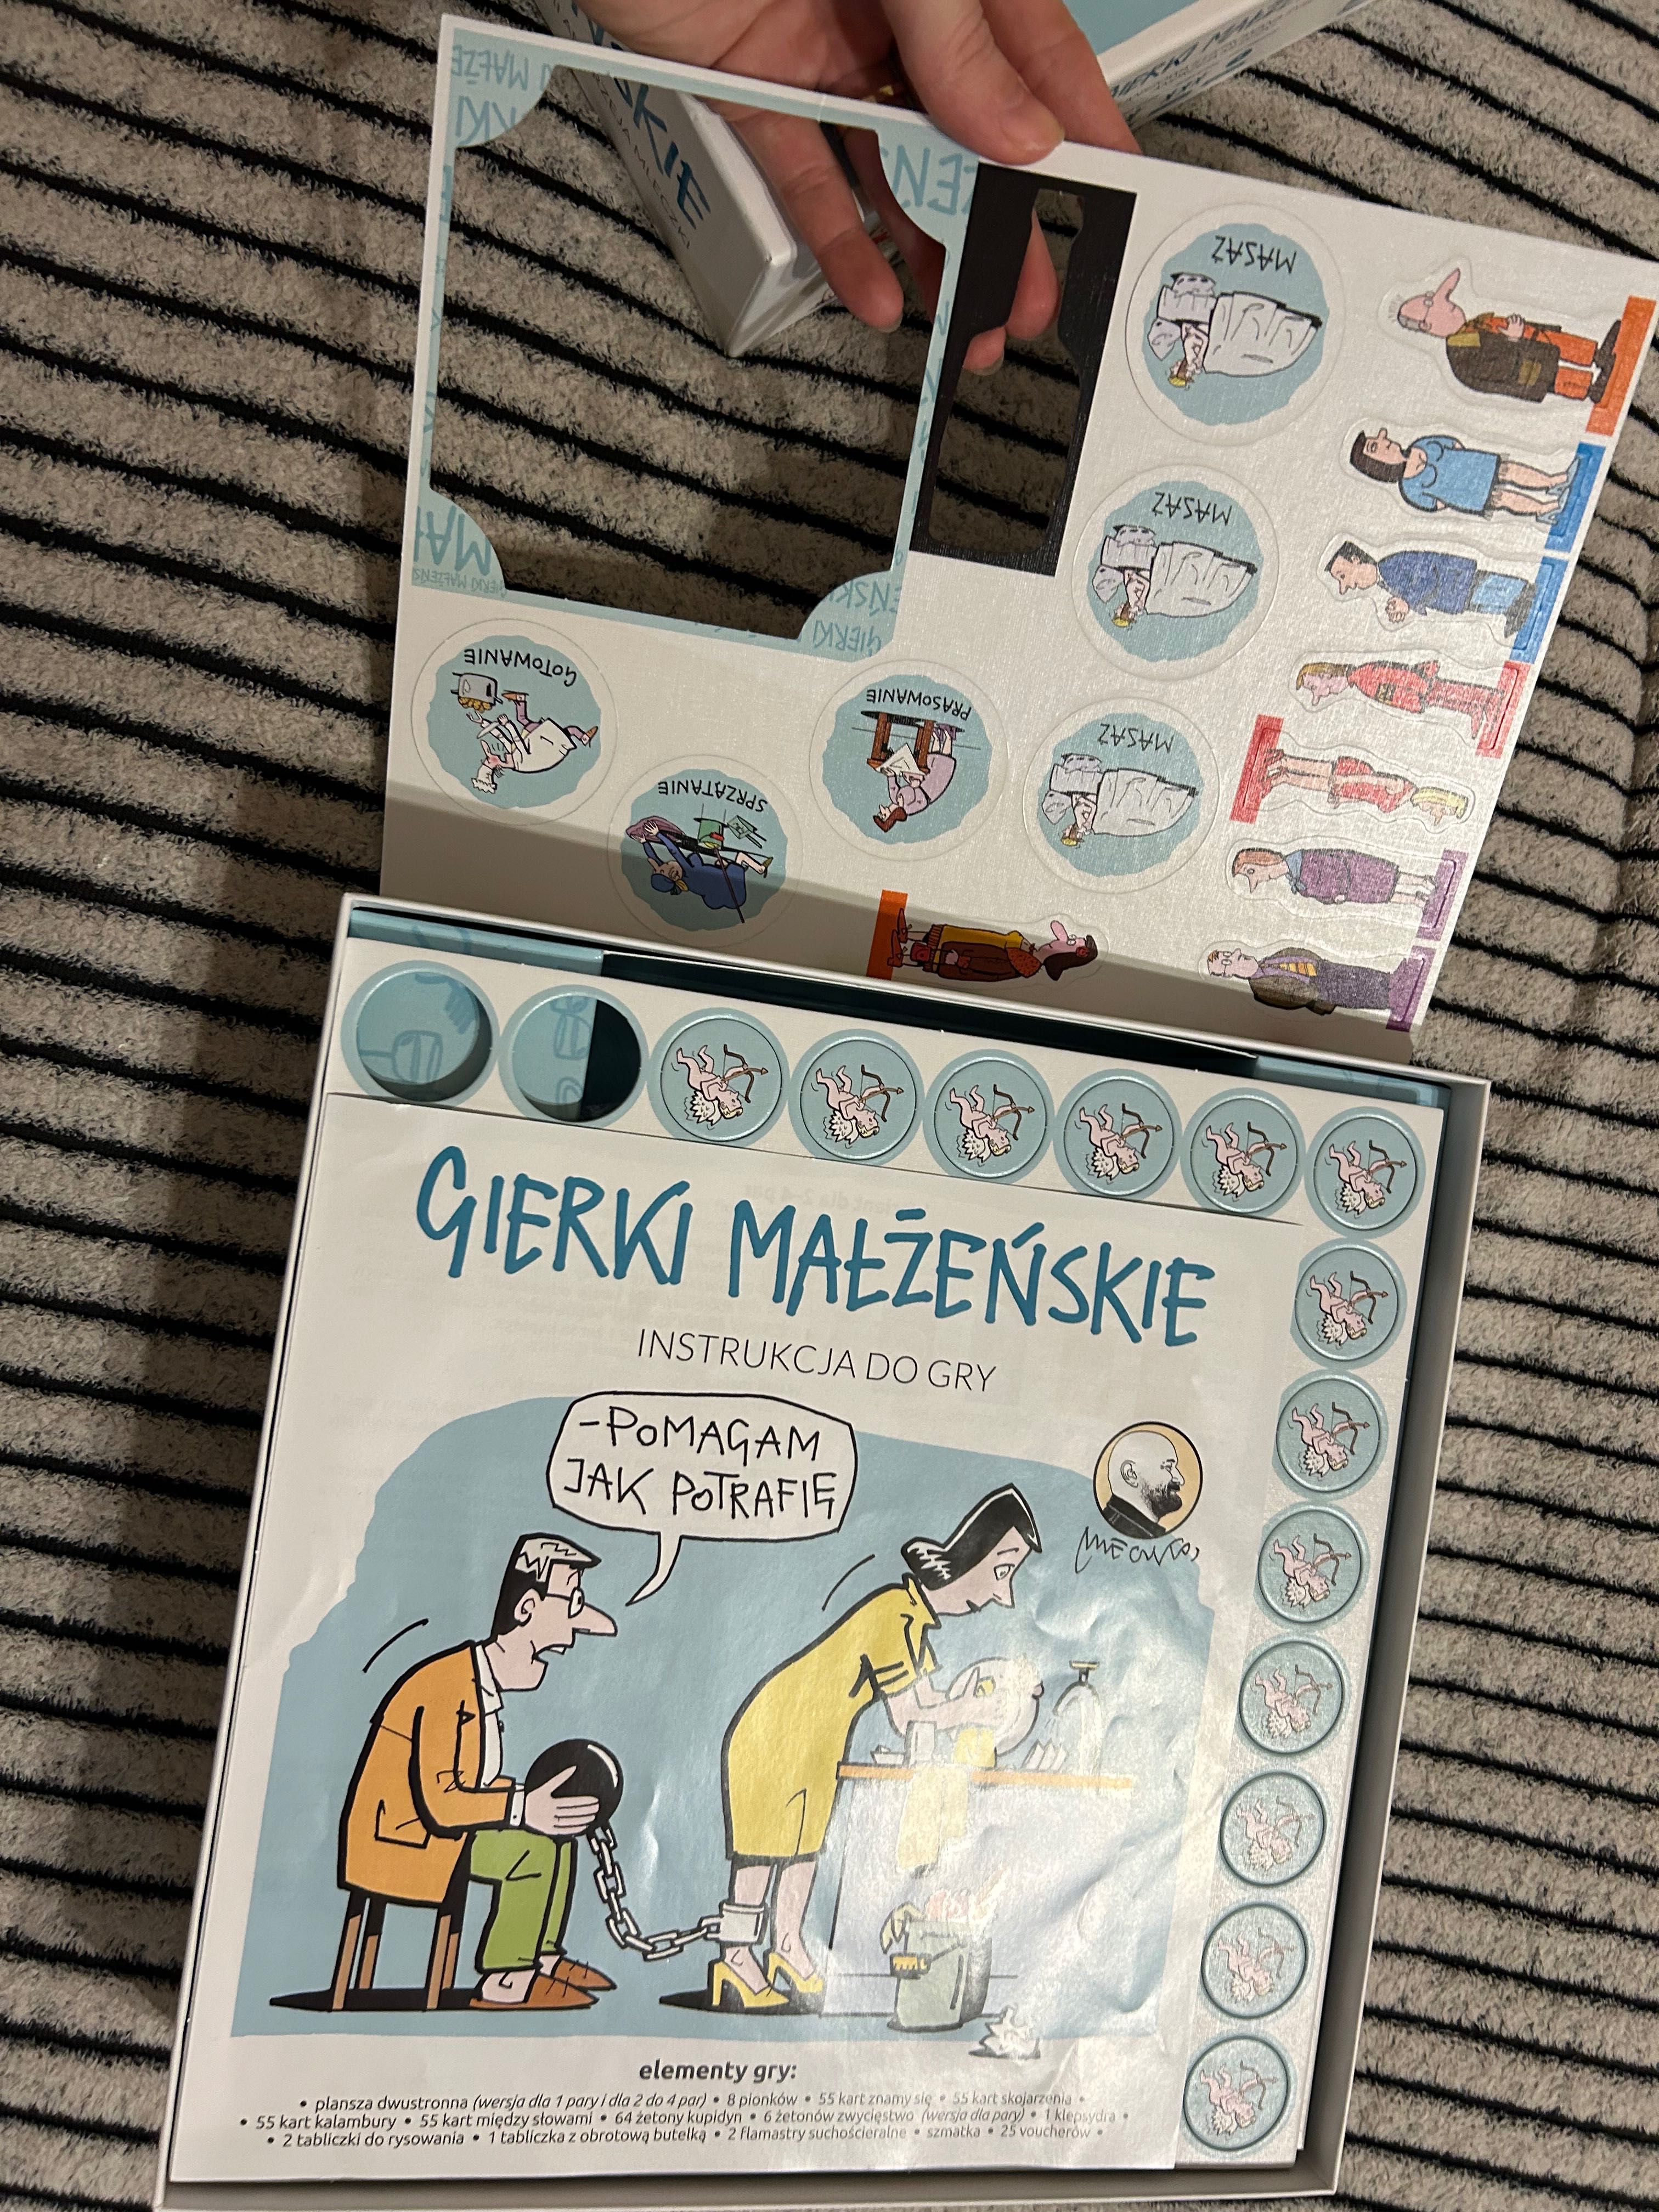 MASAŻ
MASAŻ
MASAŻ
GOTOWANIE
PRASOWANIE
SPRZĄTANIE
GIERKI MAŁŻEŃSKIE
INSTRUKCJA DO GRY
-POMAGAM
JAK POTRAFIĘ
elementy gry:
• plansza dwustronna (wersja dla 1 pary i dla 2 do 4 par) • 8 pionków • 55 kart znamy się • 55 kart skojarzenia •
• 55 kart kalambury • 55 kart między słowami • 64 żetony kupidyn • 6 żetonów zwycięstwo (wersja dla pary) • 1 klepsydra •
• 2 tabliczki do rysowania • 1 tabliczka z obrotową butelką • 2 flamastry suchościeralne • szmatka • 25 voucherów •